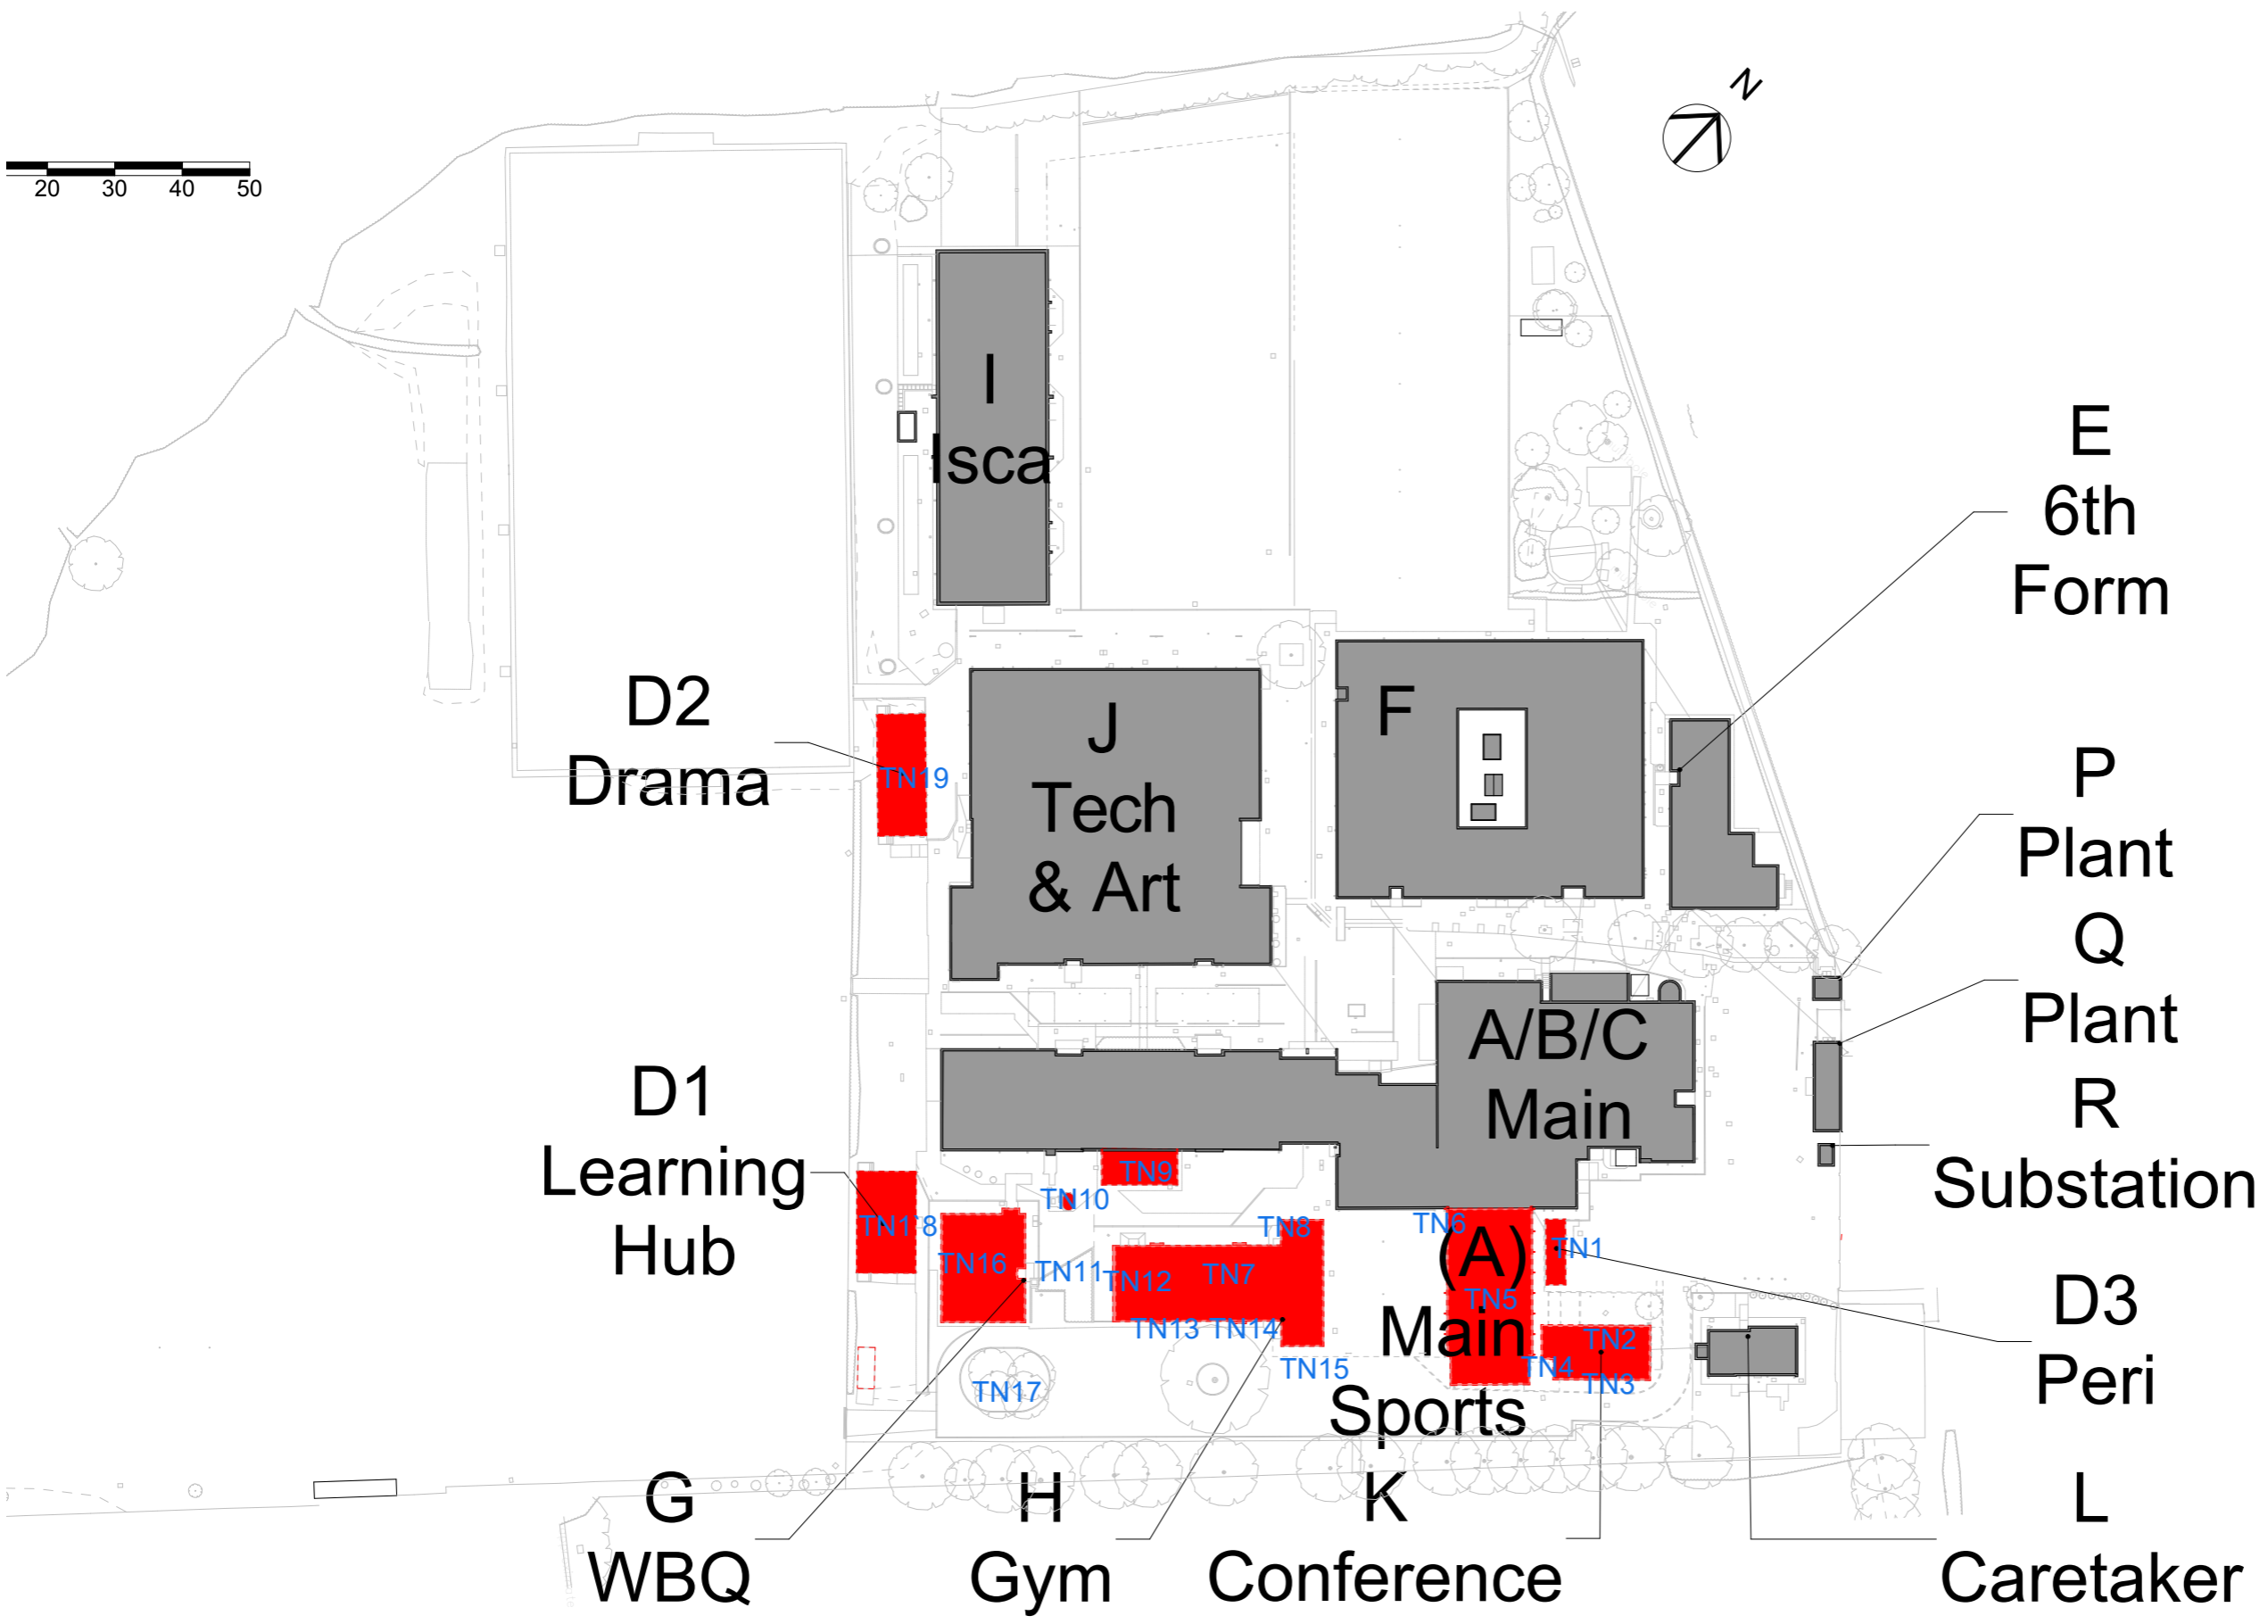 N
20 30 40 50
I
Isca
E
6th
Form
D2
Drama
TN19
J
Tech
& Art
F
P
Plant
Q
Plant
A/B/C
Main
R
Substation
D1
Learning
Hub
TN18
TN9
TN10
TN16
TN11
TN12
TN7
TN8
TN13
TN14
TN15
TN17
TN6
(A)
Main
Sports
TN5
TN1
TN2
TN4
TN3
D3
Peri
G
WBQ
H
Gym
K
Conference
L
Caretaker